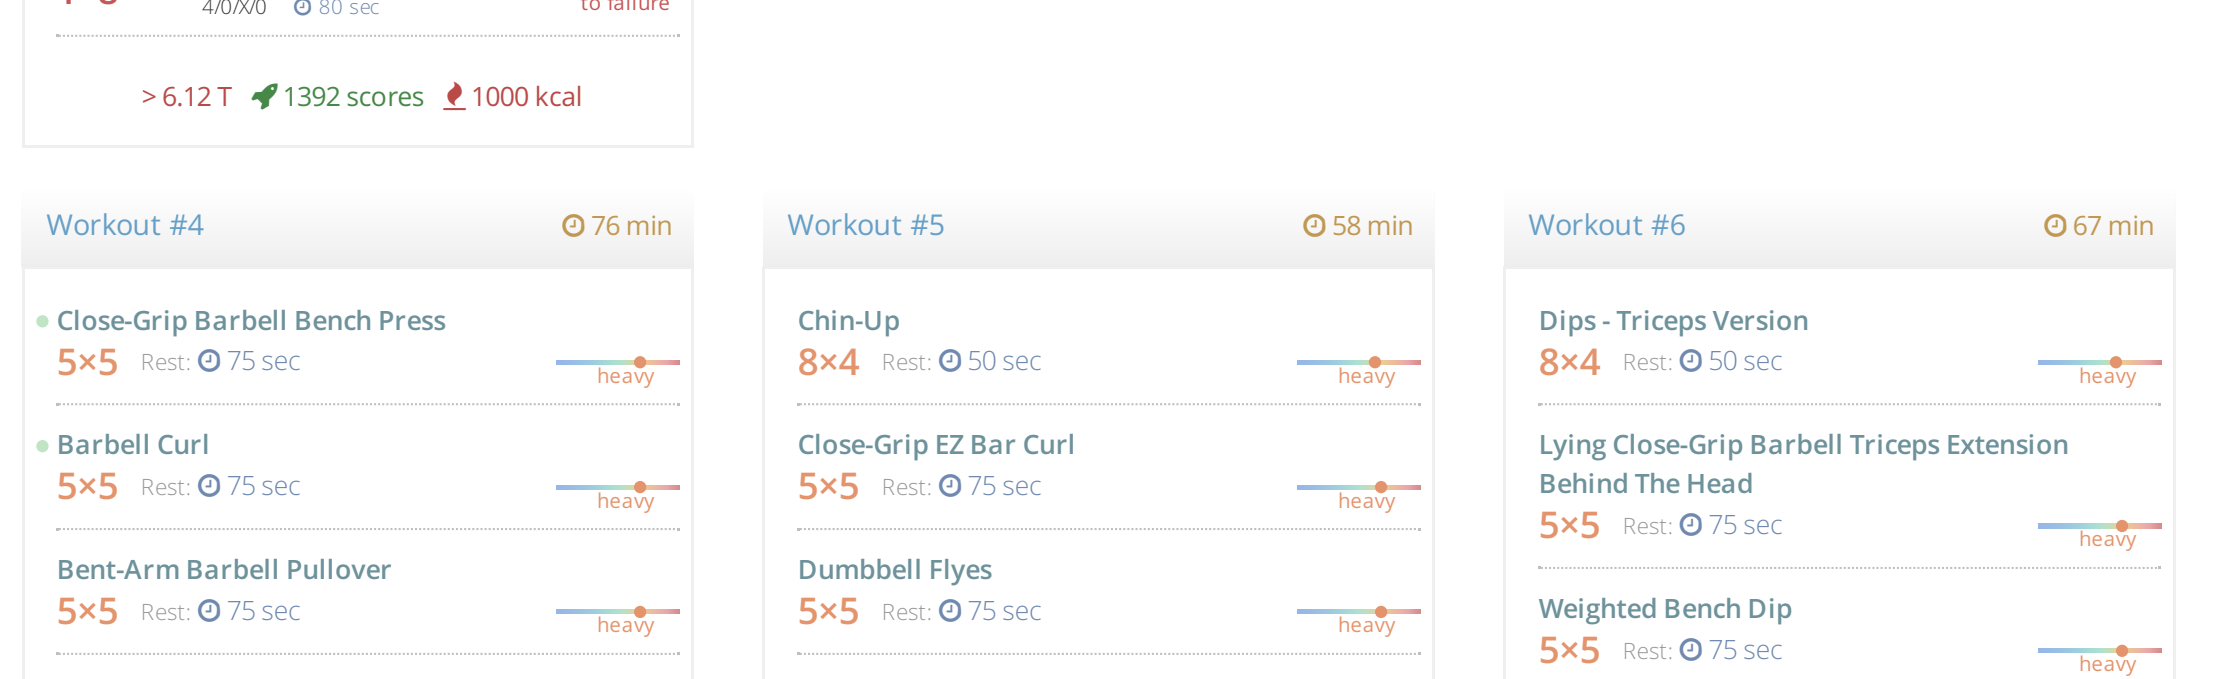 4/0/X/0 80 sec to failure
> 6.12 T 1392 scores 1000 kcal
Workout #4 76 min
Close-Grip Barbell Bench Press
5×5 Rest: 75 sec
heavy
Barbell Curl
5×5 Rest: 75 sec
heavy
Bent-Arm Barbell Pullover
5×5 Rest: 75 sec
heavy
Workout #5 58 min
Chin-Up
8×4 Rest: 50 sec
heavy
Close-Grip EZ Bar Curl
5×5 Rest: 75 sec
heavy
Dumbbell Flyes
5×5 Rest: 75 sec
heavy
Workout #6 67 min
Dips - Triceps Version
8×4 Rest: 50 sec
heavy
Lying Close-Grip Barbell Triceps Extension
Behind The Head
5×5 Rest: 75 sec
heavy
Weighted Bench Dip
5×5 Rest: 75 sec
heavy